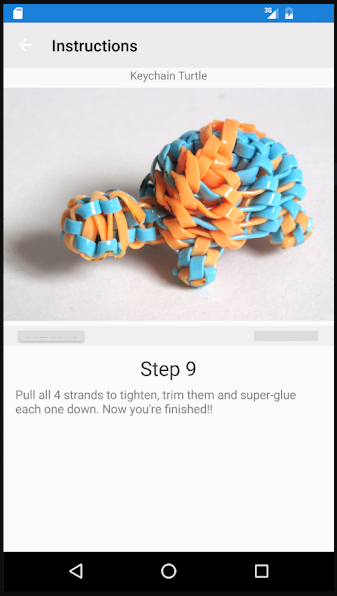 3G
Instructions
Keychain Turtle
Step 9
Pull all 4 strands to tighten, trim them and super-glue
each one down. Now you're finished!!